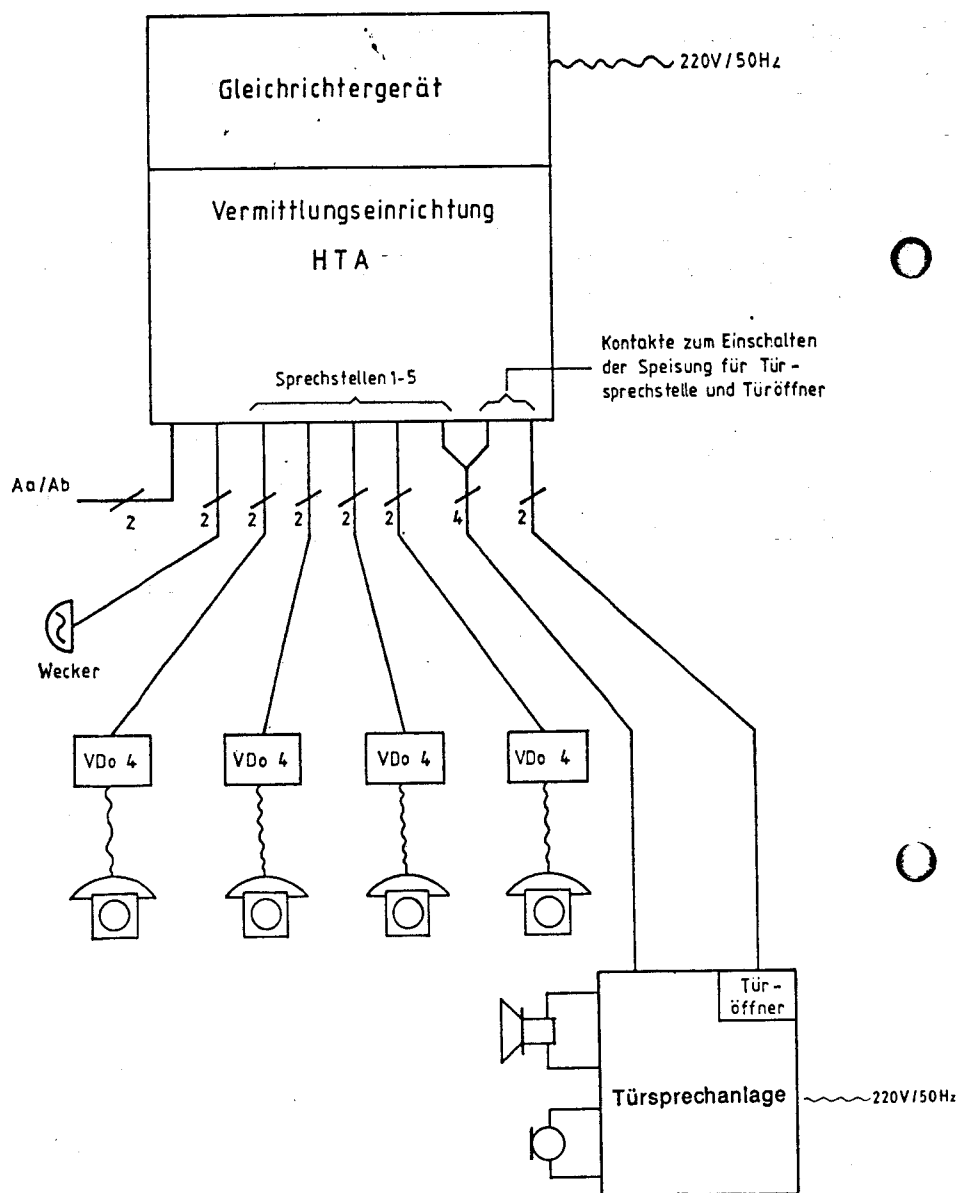 Gleichrichtergerät
220V/50Hz
Vermittlungseinrichtung
HTA
Kontakte zum Einschalten
der Speisung für Tür-
sprechstelle und Türöffner
Sprechstellen 1-5
Aa/Ab
2
2
2
2
2
2
4
2
Wecker
VDo 4
VDo 4
VDo 4
VDo 4
Tür-
öffner
Türsprechanlage
220V/50Hz